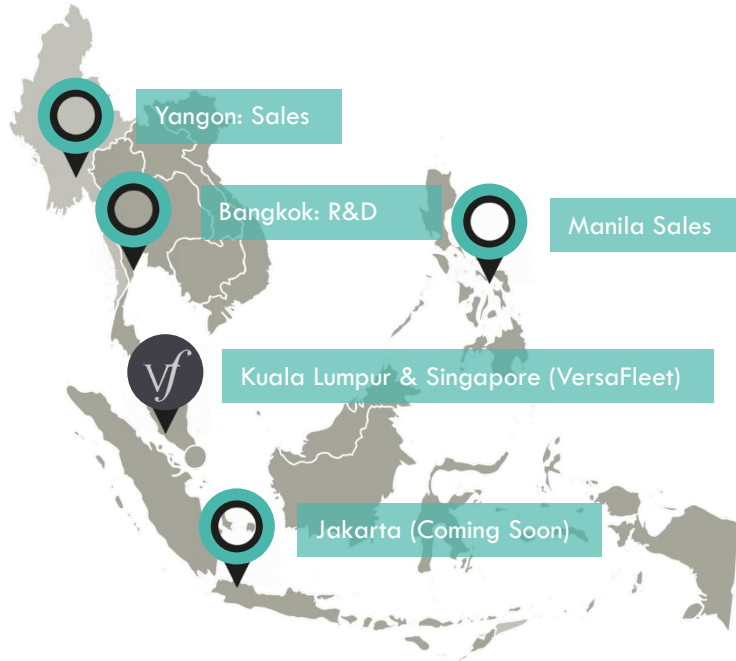 Yangon: Sales
Bangkok: R&D
Manila Sales
vf
Kuala Lumpur & Singapore (VersaFleet)
Jakarta (Coming Soon)